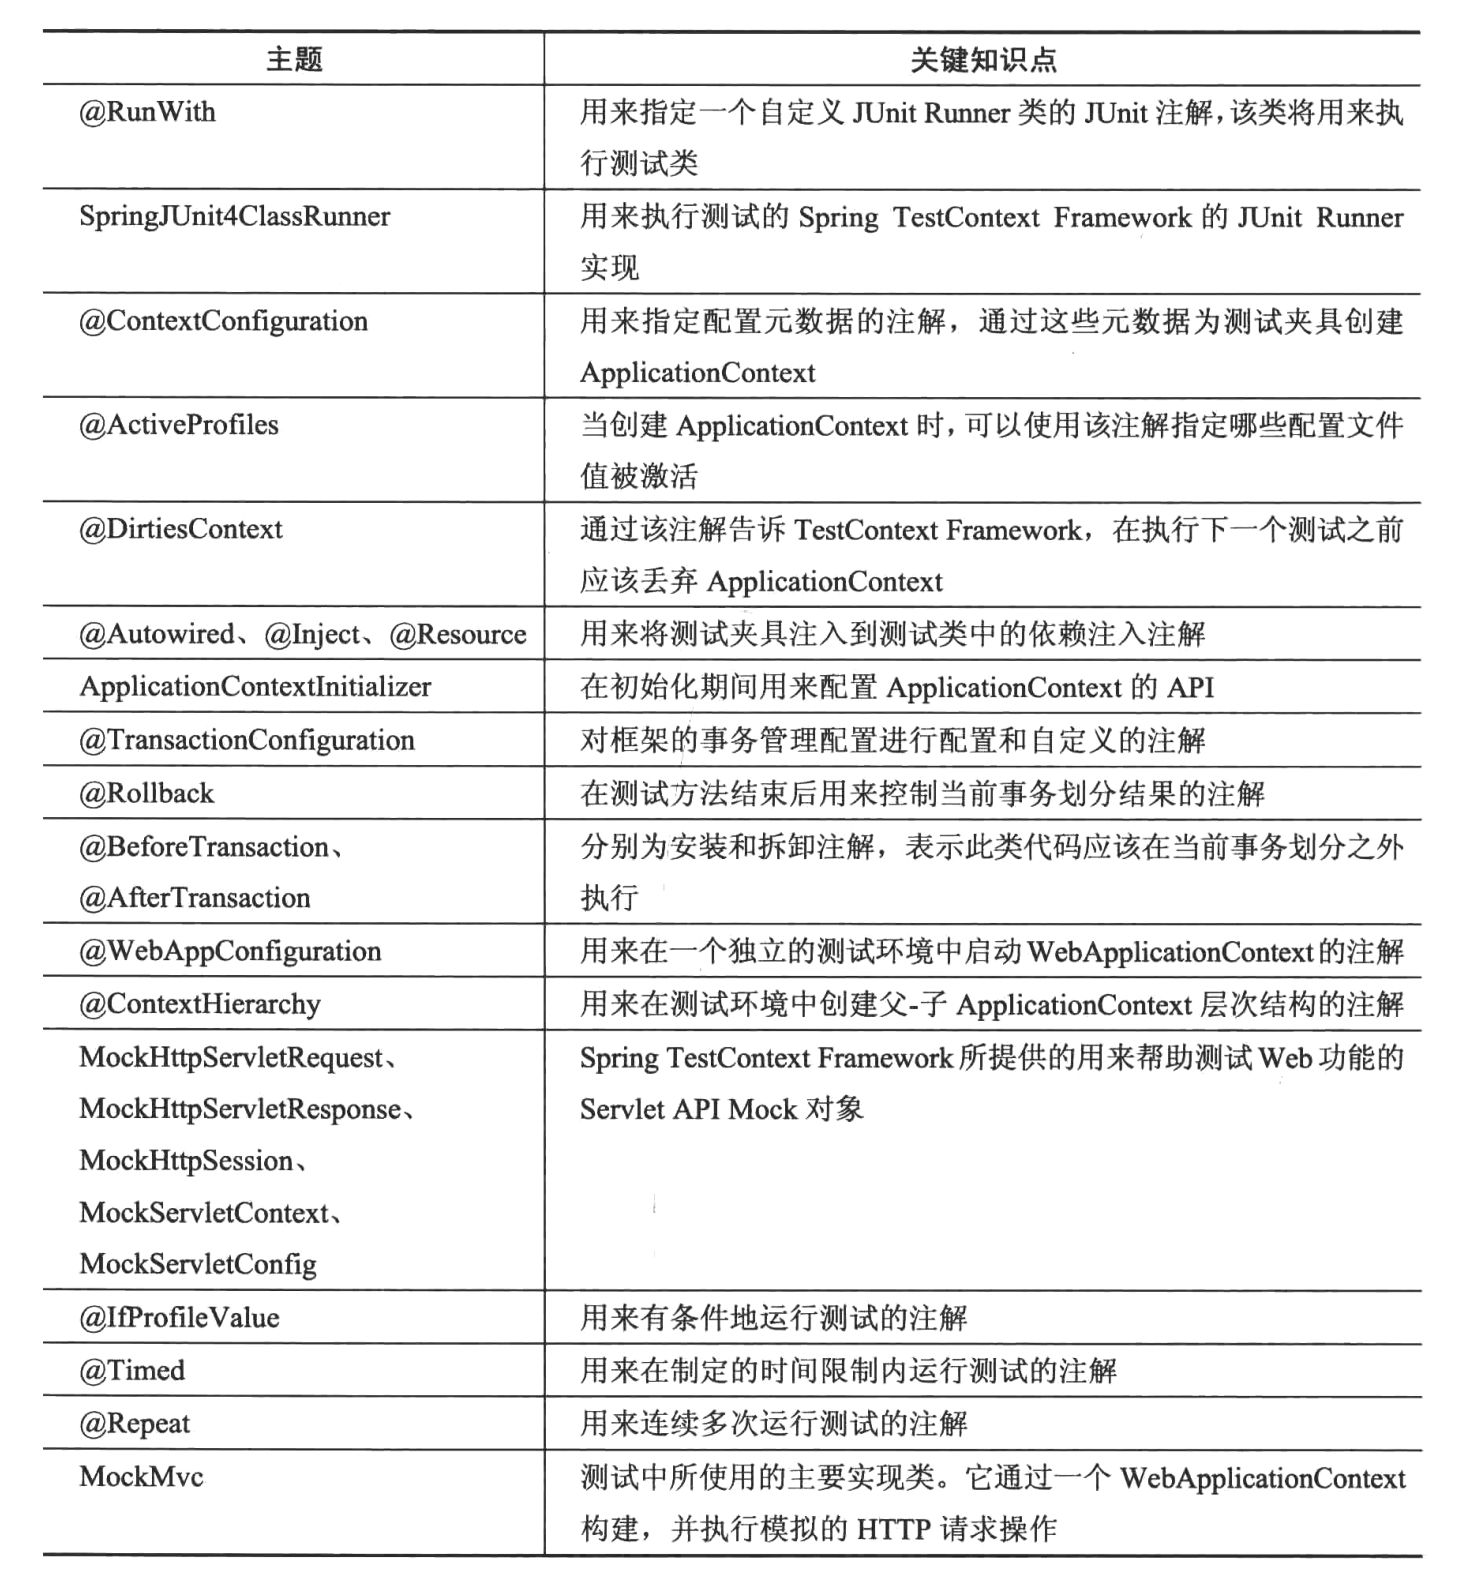 主题 关键知识点
@RunWith 用来指定一个自定义 JUnit Runner 类的 JUnit 注解，该类将用来执
行测试类
SpringJUnit4ClassRunner 用来执行测试的 Spring TestContext Framework 的 JUnit Runner
实现
@ContextConfiguration 用来指定配置元数据的注解，通过这些元数据为测试夹具创建
ApplicationContext
@ActiveProfiles 当创建 ApplicationContext 时，可以使用该注解指定哪些配置文件
值被激活
@DirtiesContext 通过该注解告诉 TestContext Framework，在执行下一个测试之前
应该丢弃 ApplicationContext
@Autowired、@Inject、@Resource 用来将测试夹具注入到测试类中的依赖注入注解
ApplicationContextInitializer 在初始化期间用来配置 ApplicationContext 的 API
@TransactionConfiguration 对框架的事务管理配置进行配置和自定义的注解
@Rollback 在测试方法结束后用来控制当前事务划分结果的注解
@BeforeTransaction、 分别为安装和拆卸注解，表示此类代码应该在当前事务划分之外
@AfterTransaction 执行
@WebAppConfiguration 用来在一个独立的测试环境中启动 WebApplicationContext 的注解
@ContextHierarchy 用来在测试环境中创建父-子 ApplicationContext 层次结构的注解
MockHttpServletRequest、 Spring TestContext Framework 所提供的用来帮助测试 Web 功能的
MockHttpServletResponse、 Servlet API Mock 对象
MockHttpSession、
MockServletContext、
MockServletConfig
@IfProfileValue 用来有条件地运行测试的注解
@Timed 用来在制定的时间限制内运行测试的注解
@Repeat 用来连续多次运行测试的注解
MockMvc 测试中所使用的主要实现类。它通过一个 WebApplicationContext
构建，并执行模拟的 HTTP 请求操作